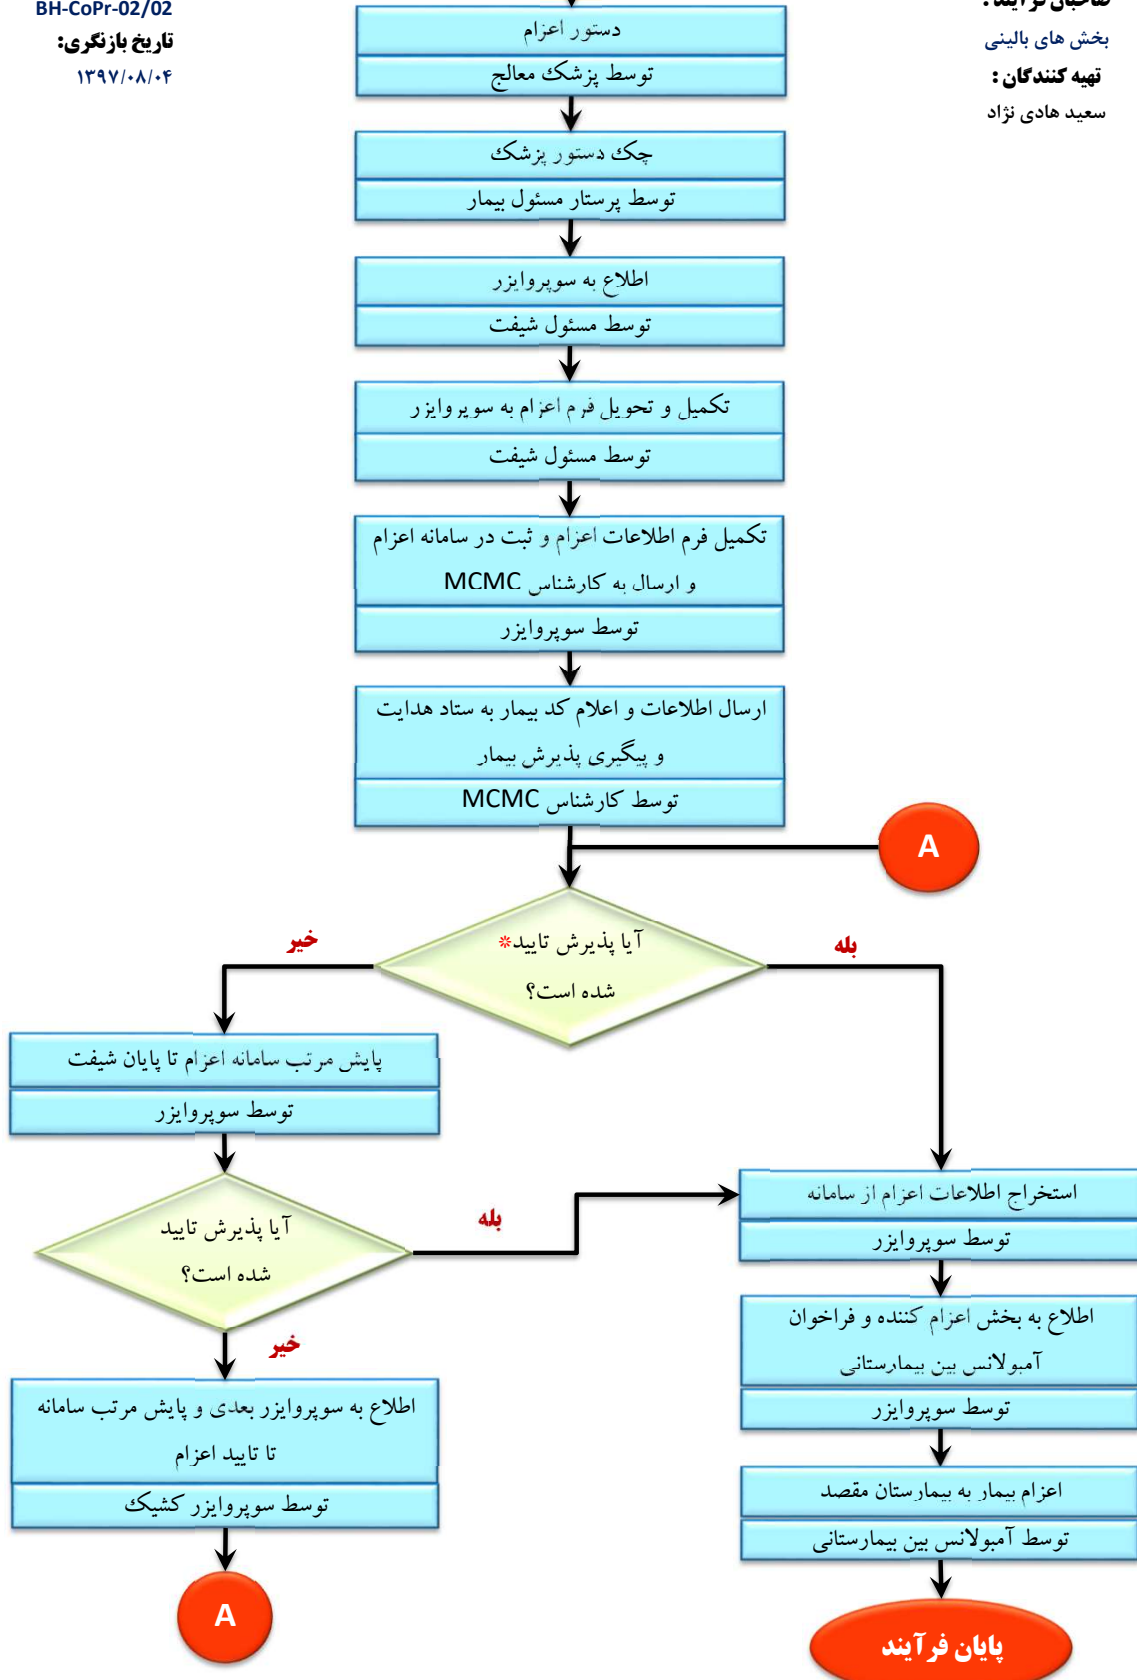 صاحبان فرآیند :
بخش های بالینی
تهیه کنندگان :
سعید هادی نژاد
BH-CoPr-02/02
تاریخ بازنگری:
۱۳۹۷/۰۸/۰۴
دستور اعزام
توسط پزشک معالج
چک دستور پزشک
توسط پرستار مسئول بیمار
اطلاع به سوپروایزر
توسط مسئول شیفت
تکمیل و تحویل فرم اعزام به سوپروایزر
توسط مسئول شیفت
تکمیل فرم اطلاعات اعزام و ثبت در سامانه اعزام
و ارسال به کارشناس MCMC
توسط سوپروایزر
ارسال اطلاعات و اعلام کد بیمار به ستاد هدایت
و پیگیری پذیرش بیمار
توسط کارشناس MCMC
A
آیا پذیرش تایید*
شده است؟
بله
خیر
پایش مرتب سامانه اعزام تا پایان شیفت
توسط سوپروایزر
آیا پذیرش تایید
شده است؟
بله
خیر
استخراج اطلاعات اعزام از سامانه
توسط سوپروایزر
اطلاع به بخش اعزام کننده و فراخوان
آمبولانس بین بیمارستانی
توسط سوپروایزر
اعزام بیمار به بیمارستان مقصد
توسط آمبولانس بین بیمارستانی
پایان فرآیند
اطلاع به سوپروایزر بعدی و پایش مرتب سامانه
تا تایید اعزام
توسط سوپروایزر کشیک
A